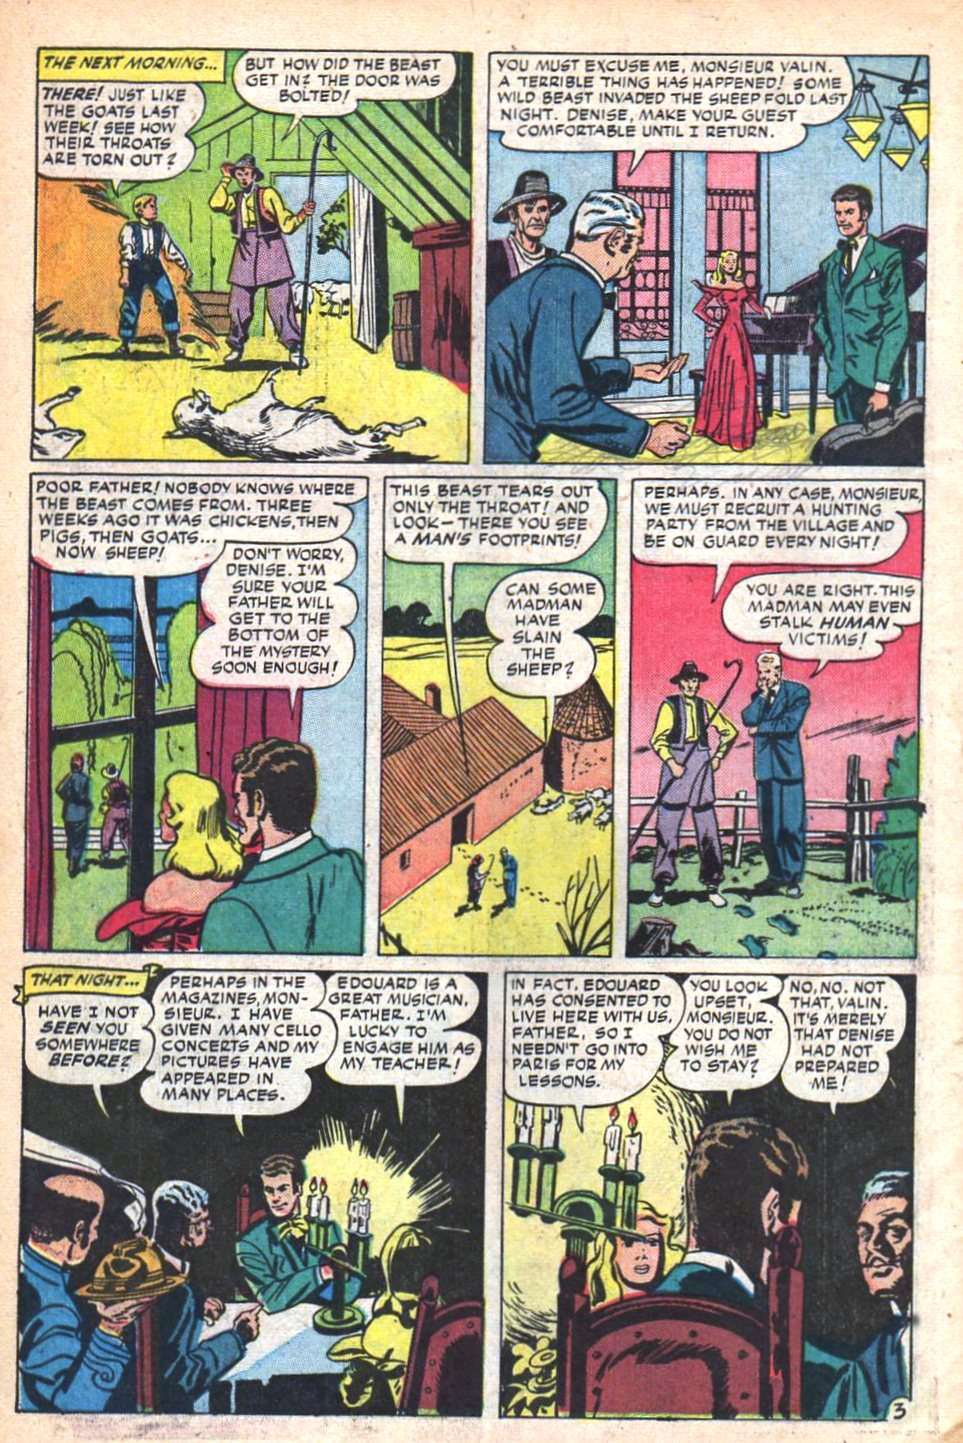 THE NEXT MORNING...
THERE! JUST LIKE
THE GOATS LAST
WEEK! SEE HOW
THEIR THROATS
ARE TORN OUT?
BUT HOW DID THE BEAST
GET IN? THE DOOR WAS
BOLTED!
YOU MUST EXCUSE ME, MONSIEUR VALIN.
A TERRIBLE THING HAS HAPPENED! SOME
WILD BEAST INVADED THE SHEEP FOLD LAST
NIGHT. DENISE, MAKE YOUR GUEST
COMFORTABLE UNTIL I RETURN.
POOR FATHER! NOBODY KNOWS WHERE
THE BEAST COMES FROM. THREE
WEEKS AGO IT WAS CHICKENS, THEN
PIGS, THEN GOATS...
NOW SHEEP!
DON'T WORRY,
DENISE. I'M
SURE YOUR
FATHER WILL
GET TO THE
BOTTOM OF
THE MYSTERY
SOON ENOUGH!
THIS BEAST TEARS OUT
ONLY THE THROAT! AND
LOOK - THERE YOU SEE
A MAN'S FOOTPRINTS!
CAN SOME
MADMAN
HAVE
SLAIN
THE
SHEEP?
PERHAPS. IN ANY CASE, MONSIEUR,
WE MUST RECRUIT A HUNTING
PARTY FROM THE VILLAGE AND
BE ON GUARD EVERY NIGHT!
YOU ARE RIGHT. THIS
MADMAN MAY EVEN
STALK HUMAN
VICTIMS!
THAT NIGHT...
HAVE I NOT
SEEN YOU
SOMEWHERE
BEFORE?
PERHAPS IN THE
MAGAZINES, MON-
SIEUR. I HAVE
GIVEN MANY CELLO
CONCERTS AND MY
PICTURES HAVE
APPEARED IN
MANY PLACES.
EDOUARD IS A
GREAT MUSICIAN,
FATHER. I'M
LUCKY TO
ENGAGE HIM AS
MY TEACHER!
IN FACT, EDOUARD
HAS CONSENTED TO
LIVE HERE WITH US,
FATHER, SO I
NEEDN'T GO INTO
PARIS FOR MY
LESSONS.
YOU LOOK
UPSET,
MONSIEUR.
YOU DO NOT
WISH ME
TO STAY?
NO, NO. NOT
THAT, VALIN.
IT'S MERELY
THAT DENISE
HAD NOT
PREPARED
ME!
3